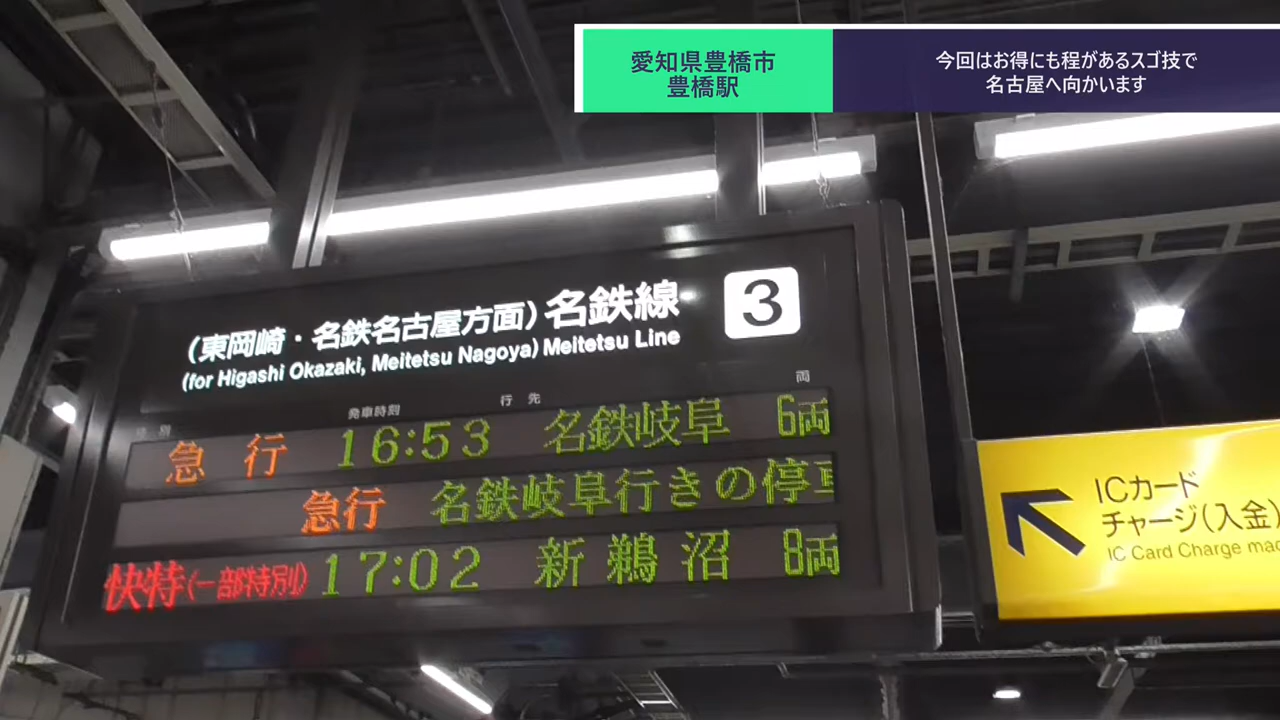 愛知県豊橋市
豊橋駅
今回はお得にも程があるスゴ技で
名古屋へ向かいます
(東岡崎・名鉄名古屋方面) 名鉄線 3
(for Higashi Okazaki, Meitetsu Nagoya) Meitetsu Line
発車時刻 行先 両
急行 16:53 名鉄岐阜 6両
急行 名鉄岐阜行きの停車
快特(一部特別) 17:02 新鵜沼 8両
ICカード
チャージ(入金)
IC Card Charge mac